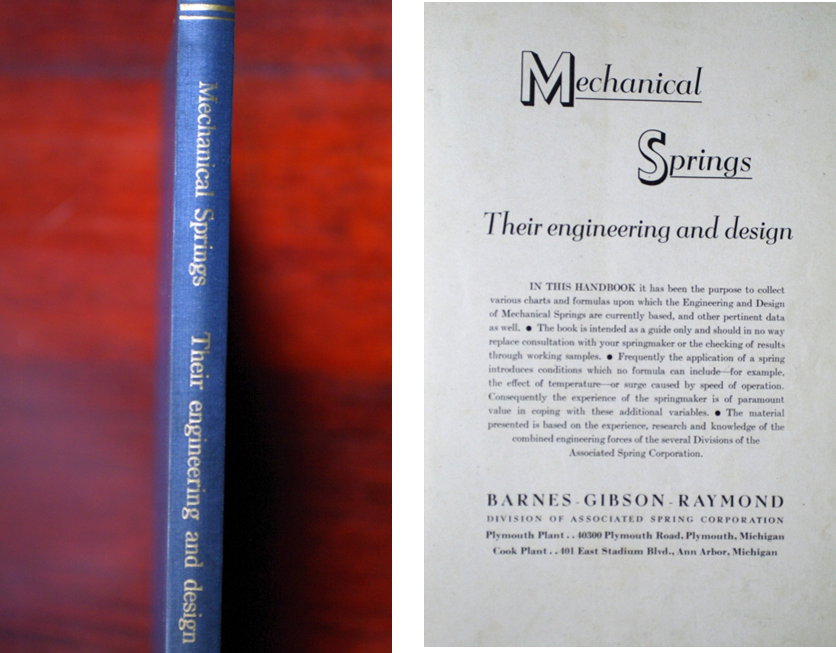 Mechanical Springs Their engineering and design
Mechanical
Springs
Their engineering and design
IN THIS HANDBOOK it has been the purpose to collect
various charts and formulas upon which the Engineering and Design
of Mechanical Springs are currently based, and other pertinent data
as well. ● The book is intended as a guide only and should in no way
replace consultation with your springmaker or the checking of results
through working samples. ● Frequently the application of a spring
introduces conditions which no formula can include—for example,
the effect of temperature—or surge caused by speed of operation.
Consequently the experience of the springmaker is of paramount
value in coping with these additional variables. ● The material
presented is based on the experience, research and knowledge of the
combined engineering forces of the several Divisions of the
Associated Spring Corporation.
BARNES-GIBSON-RAYMOND
DIVISION OF ASSOCIATED SPRING CORPORATION
Plymouth Plant . . 40300 Plymouth Road, Plymouth, Michigan
Cook Plant . . 401 East Stadium Blvd., Ann Arbor, Michigan